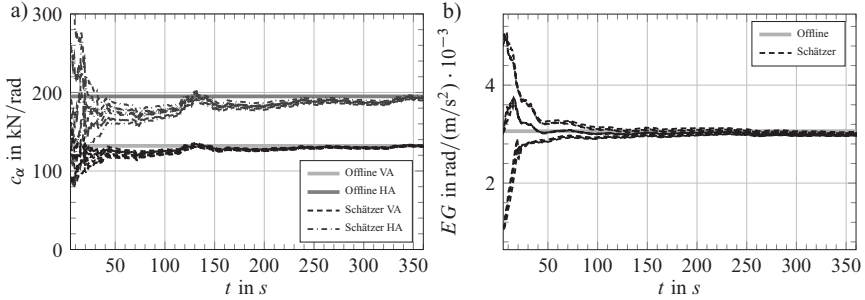 a)
300
200
100
0
c_α in kN/rad
50
100
150
200
250
300
350
t in s
Offline VA
Offline HA
Schätzer VA
Schätzer HA
b)
4
2
EG in rad/(m/s²) · 10⁻³
50
100
150
200
250
300
350
t in s
Offline
Schätzer